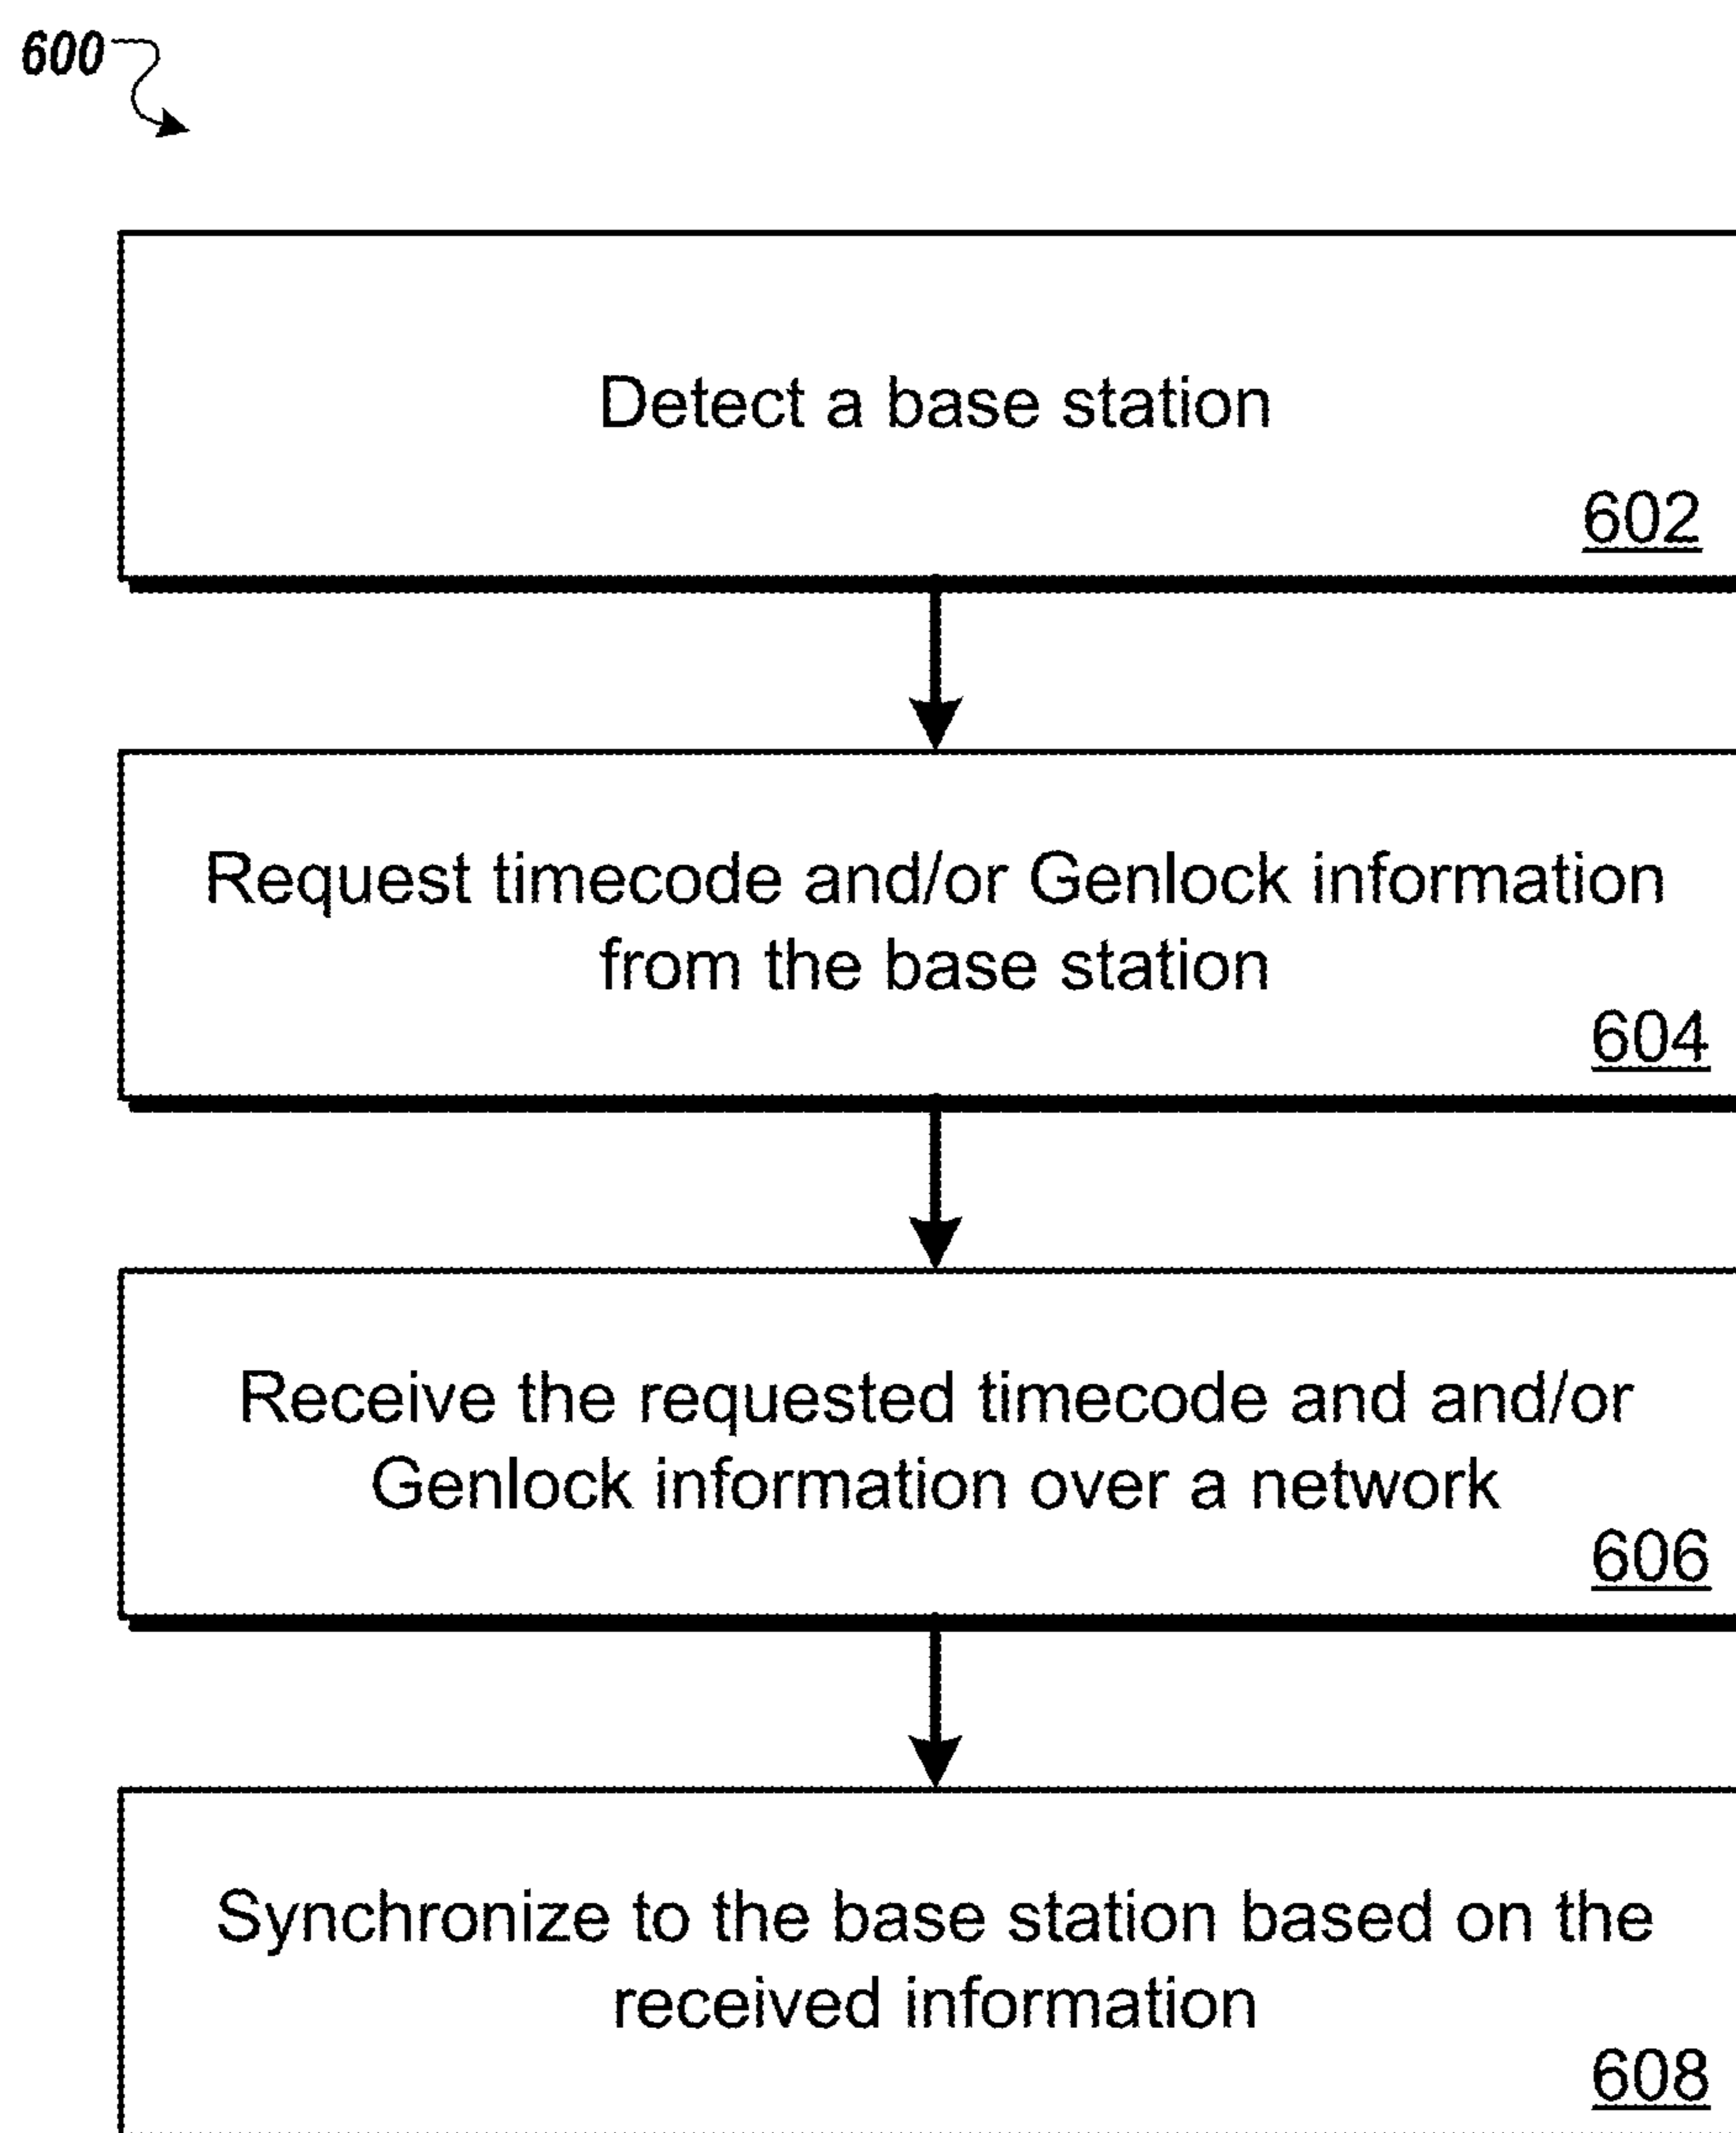 600
Detect a base station
602
Request timecode and/or Genlock information
from the base station
604
Receive the requested timecode and and/or
Genlock information over a network
606
Synchronize to the base station based on the
received information
608